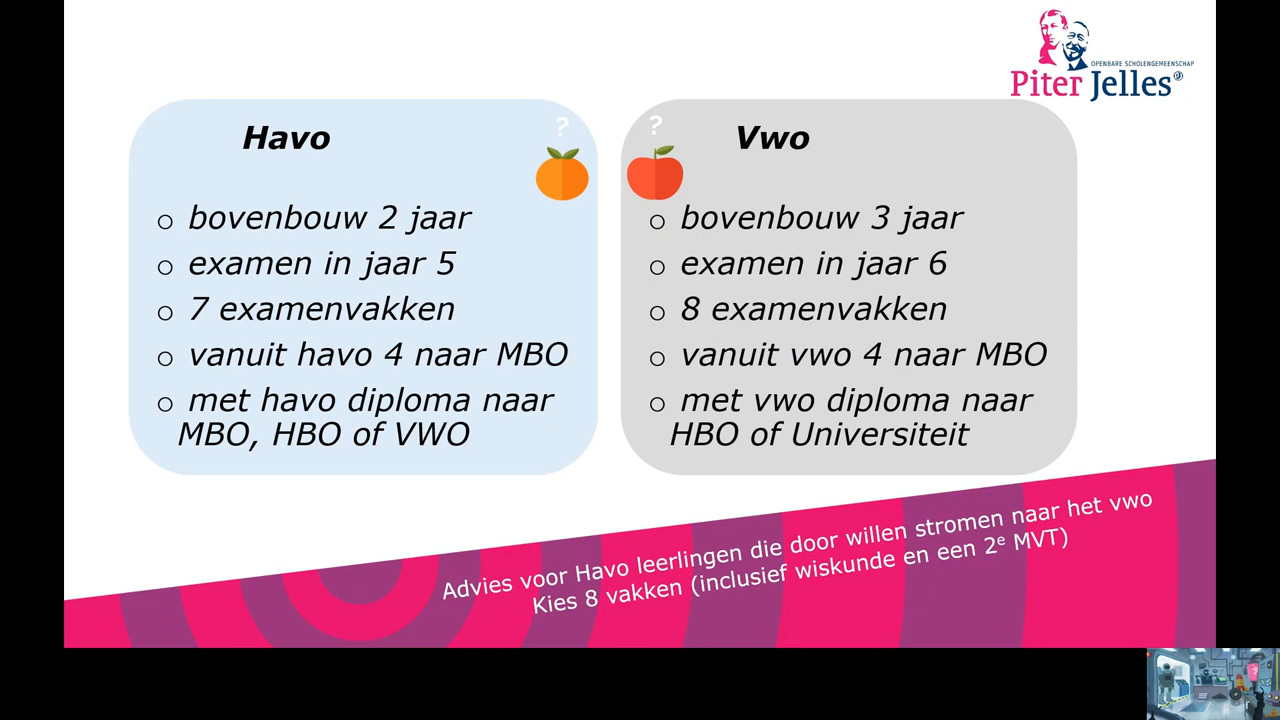 OPENBARE SCHOLENGEMEENSCHAP
Piter Jelles
Havo
?
o bovenbouw 2 jaar
o examen in jaar 5
o 7 examenvakken
o vanuit havo 4 naar MBO
o met havo diploma naar
MBO, HBO of VWO
?
Vwo
o bovenbouw 3 jaar
o examen in jaar 6
o 8 examenvakken
o vanuit vwo 4 naar MBO
o met vwo diploma naar
HBO of Universiteit
Advies voor Havo leerlingen die door willen stromen naar het vwo
Kies 8 vakken (inclusief wiskunde en een 2e MVT)